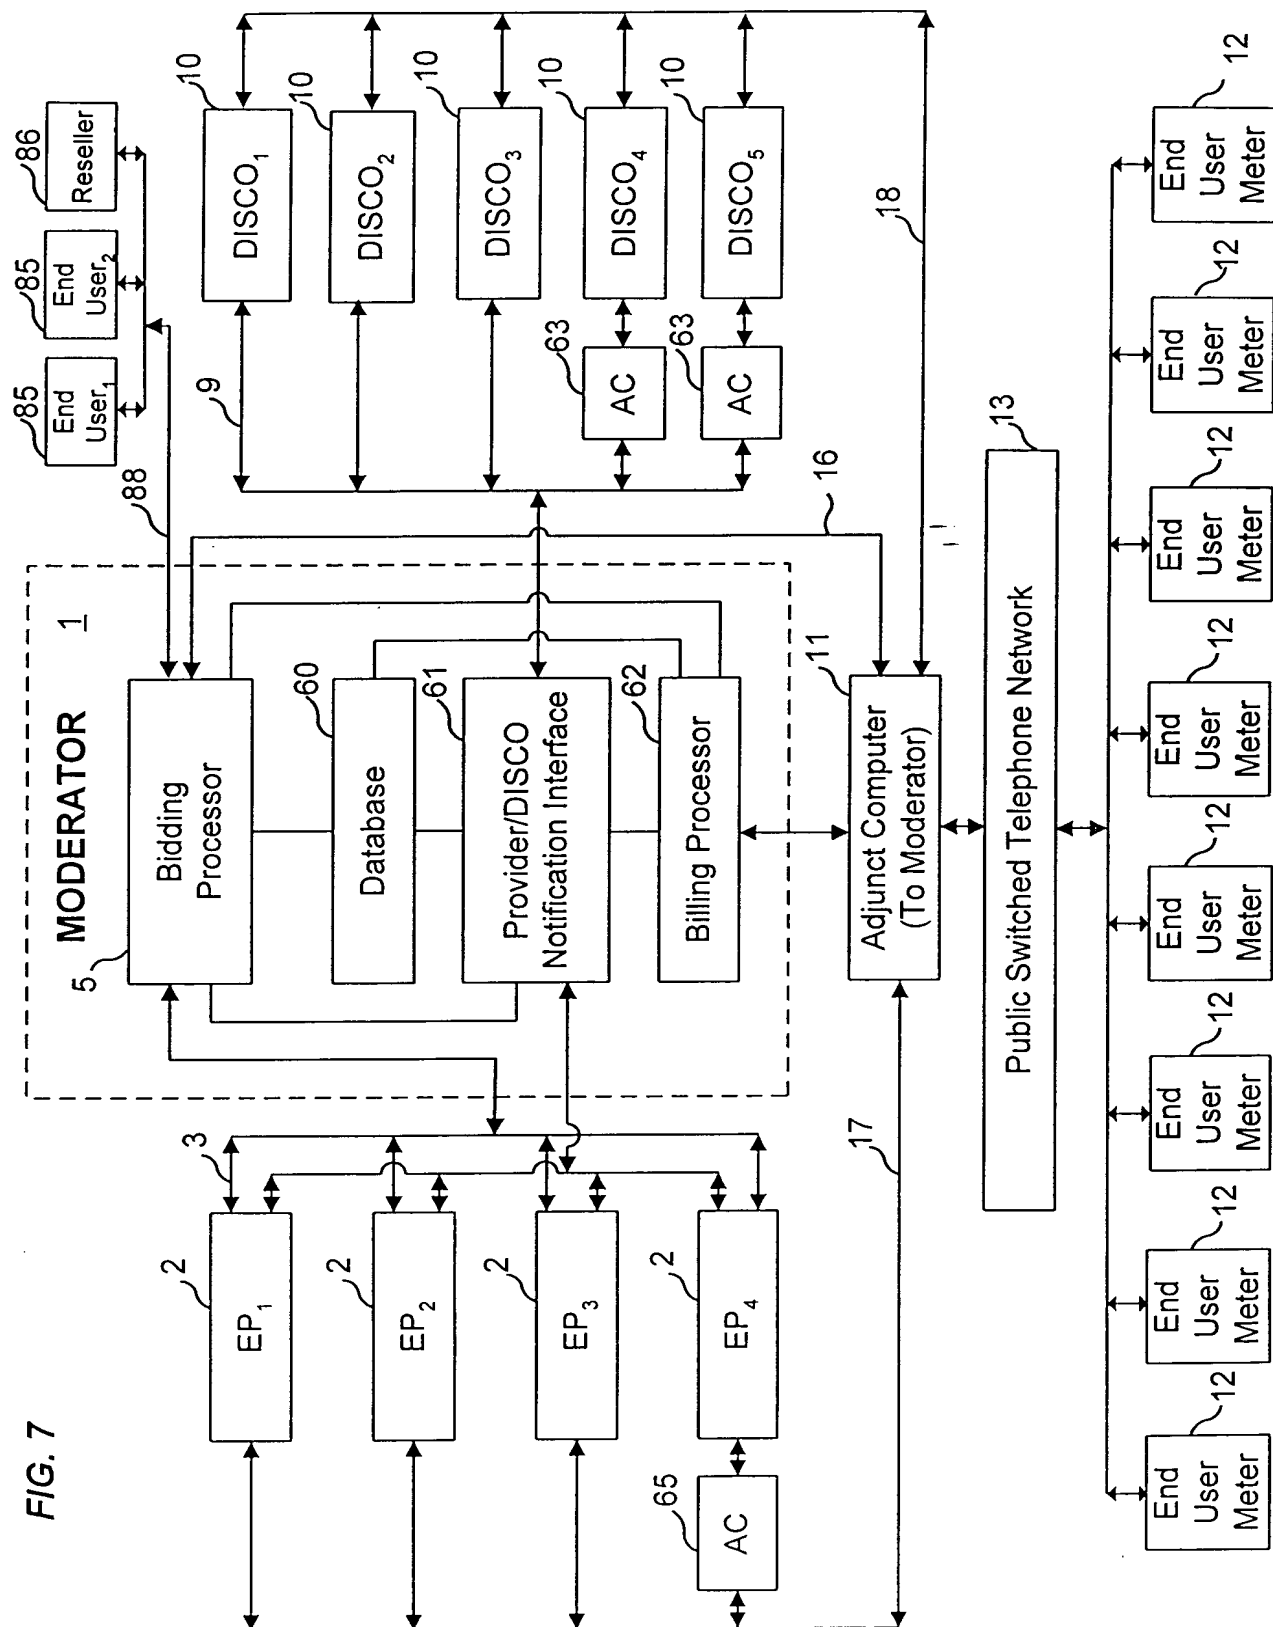 FIG. 7
MODERATOR
1
5
Bidding
Processor
60
Database
61
Provider/DISCO
Notification Interface
62
Billing Processor
88
85
End
User1
85
End
User2
86
Reseller
3
2
EP1
2
EP2
2
EP3
2
EP4
65
AC
9
10
DISCO1
10
DISCO2
10
DISCO3
10
DISCO4
10
DISCO5
63
AC
63
AC
16
17
18
11
Adjunct Computer
(To Moderator)
13
Public Switched Telephone Network
12
End
User
Meter
12
End
User
Meter
12
End
User
Meter
12
End
User
Meter
12
End
User
Meter
12
End
User
Meter
12
End
User
Meter
12
End
User
Meter